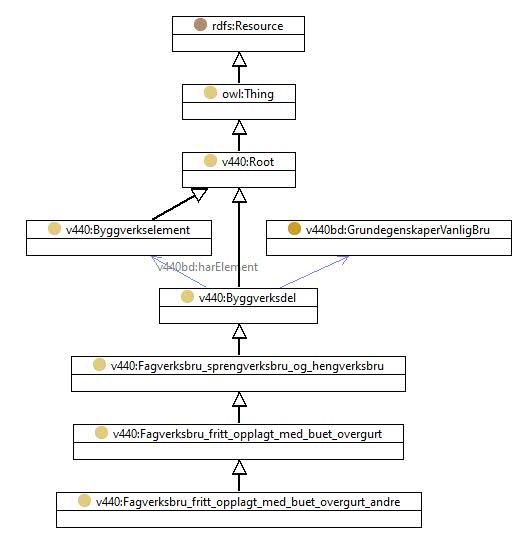 rdfs:Resource
owl:Thing
v440:Root
v440:Byggverkselement
v440bd:GrundegenskaperVanligBru
v440bd:harElement
v440:Byggverksdel
v440:Fagverksbru_sprengverksbru_og_hengverksbru
v440:Fagverksbru_fritt_opplagt_med_buet_overgurt
v440:Fagverksbru_fritt_opplagt_med_buet_overgurt_andre